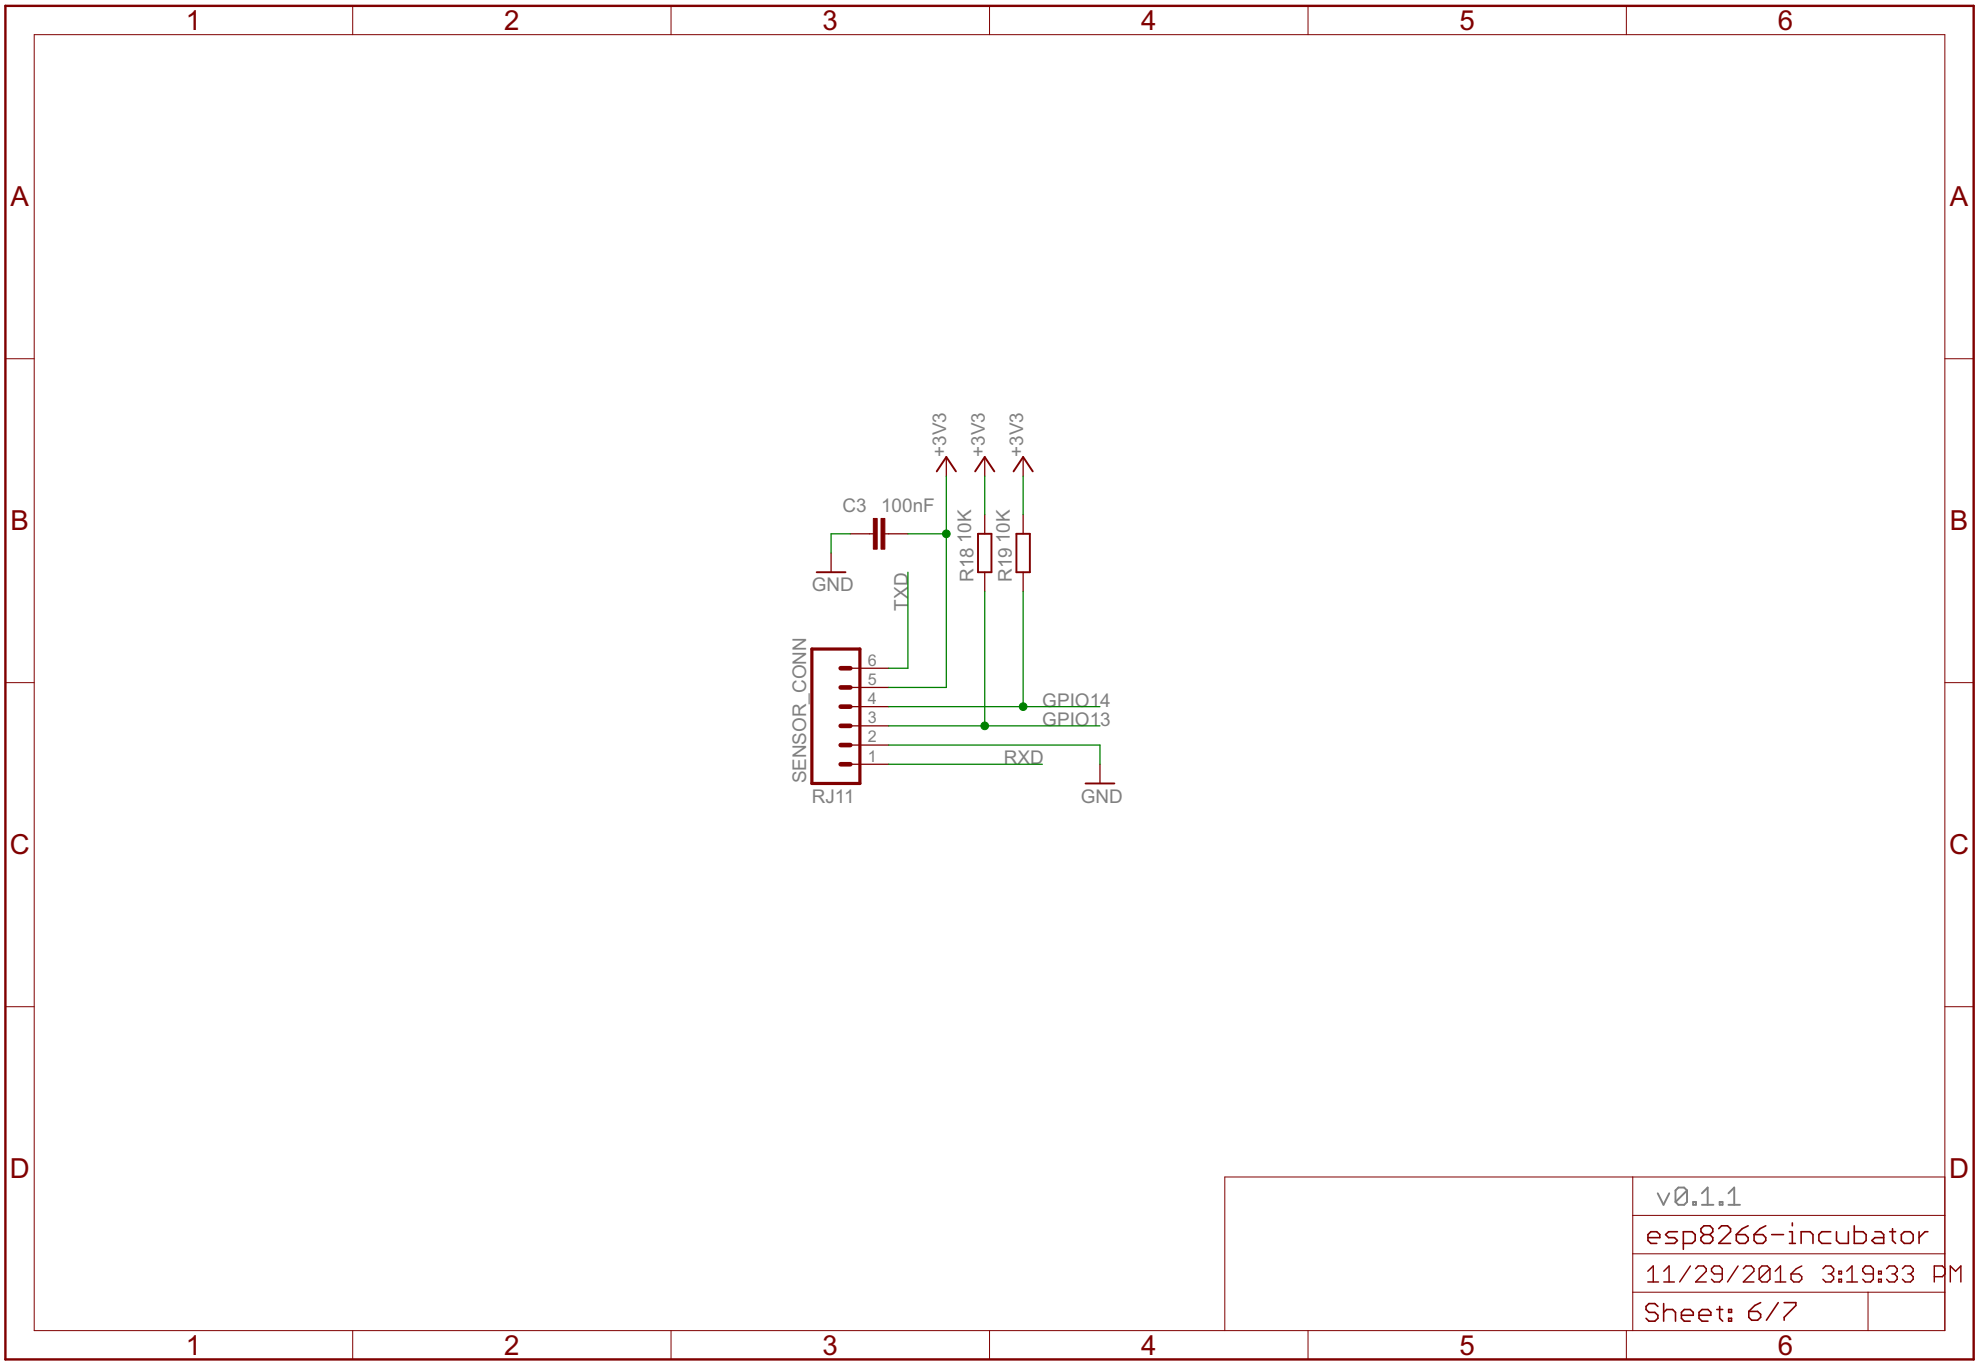 1 2 3 4 5 6
A A
+3V3 +3V3 +3V3
C3 100nF
R18 10K R19 10K
B B
GND
TXD
SENSOR_CONN
6
5
4 GPIO14
3 GPIO13
2
1 RXD
RJ11 GND
C C
D D
v0.1.1
esp8266-incubator
11/29/2016 3:19:33 PM
Sheet: 6/7
1 2 3 4 5 6